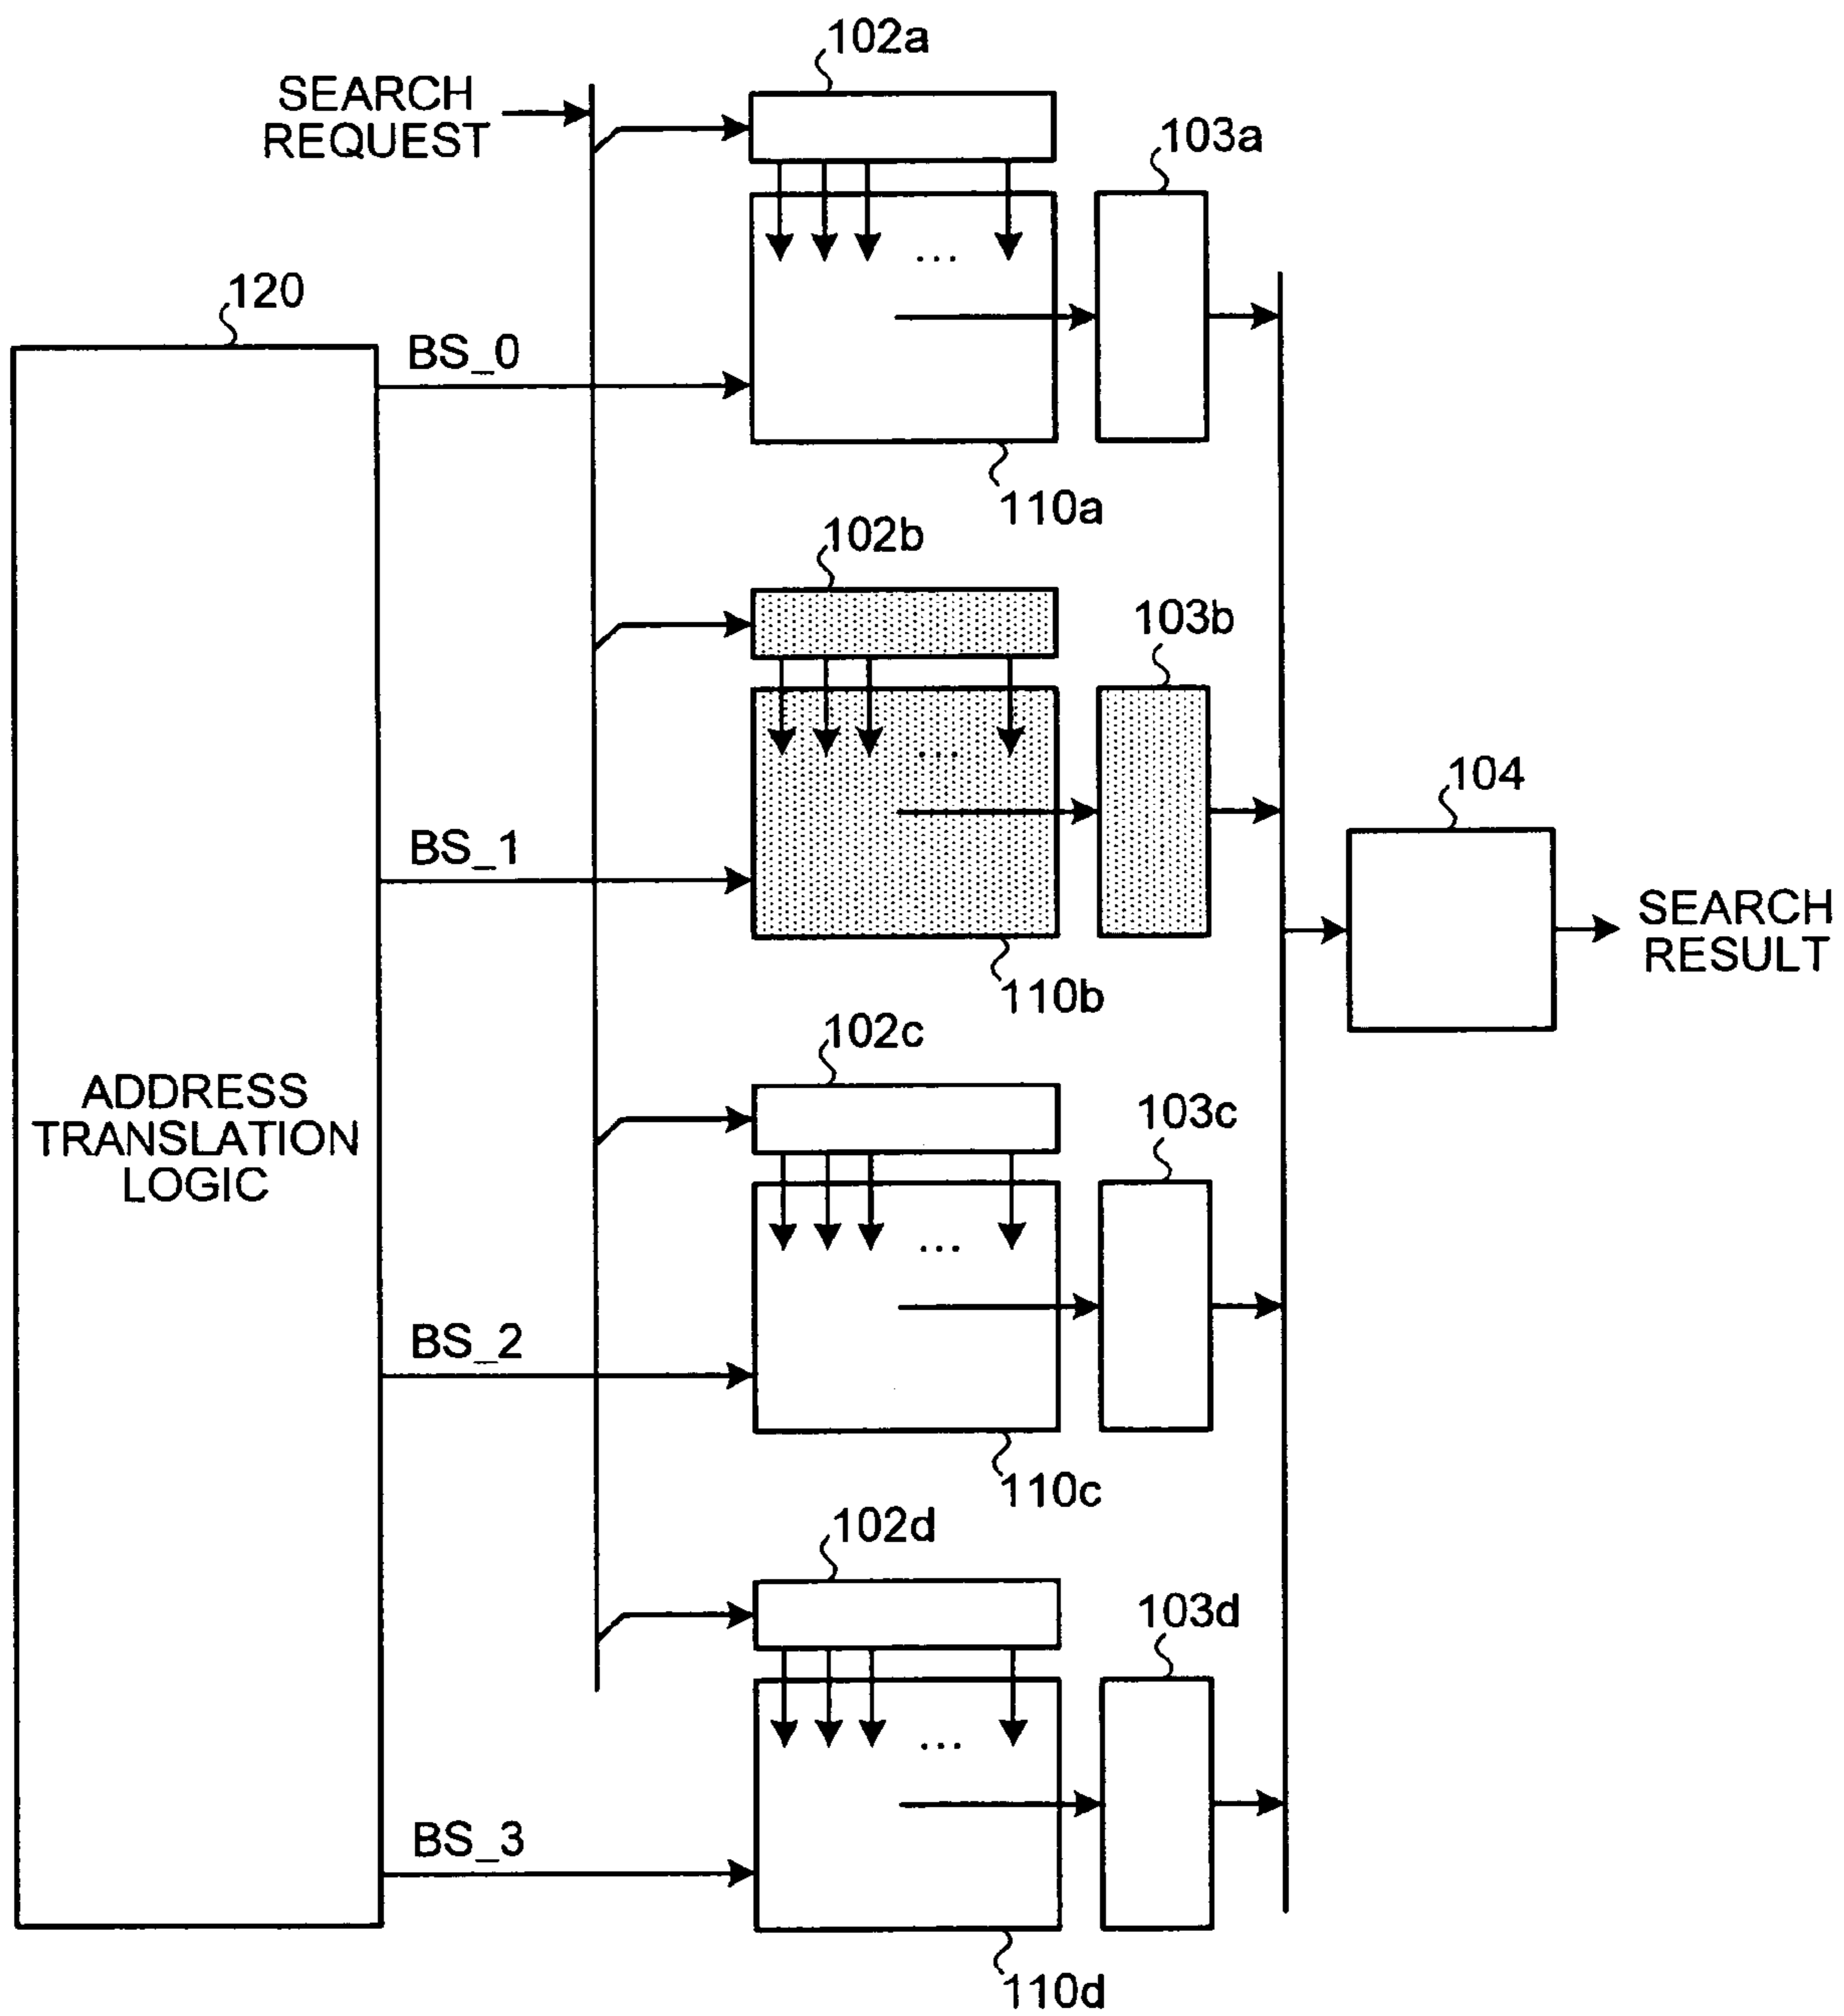 102a
SEARCH
REQUEST
103a
...
120
BS_0
110a
102b
103b
...
104
BS_1
SEARCH
RESULT
110b
102c
ADDRESS
TRANSLATION
LOGIC
103c
...
BS_2
110c
102d
103d
...
BS_3
110d